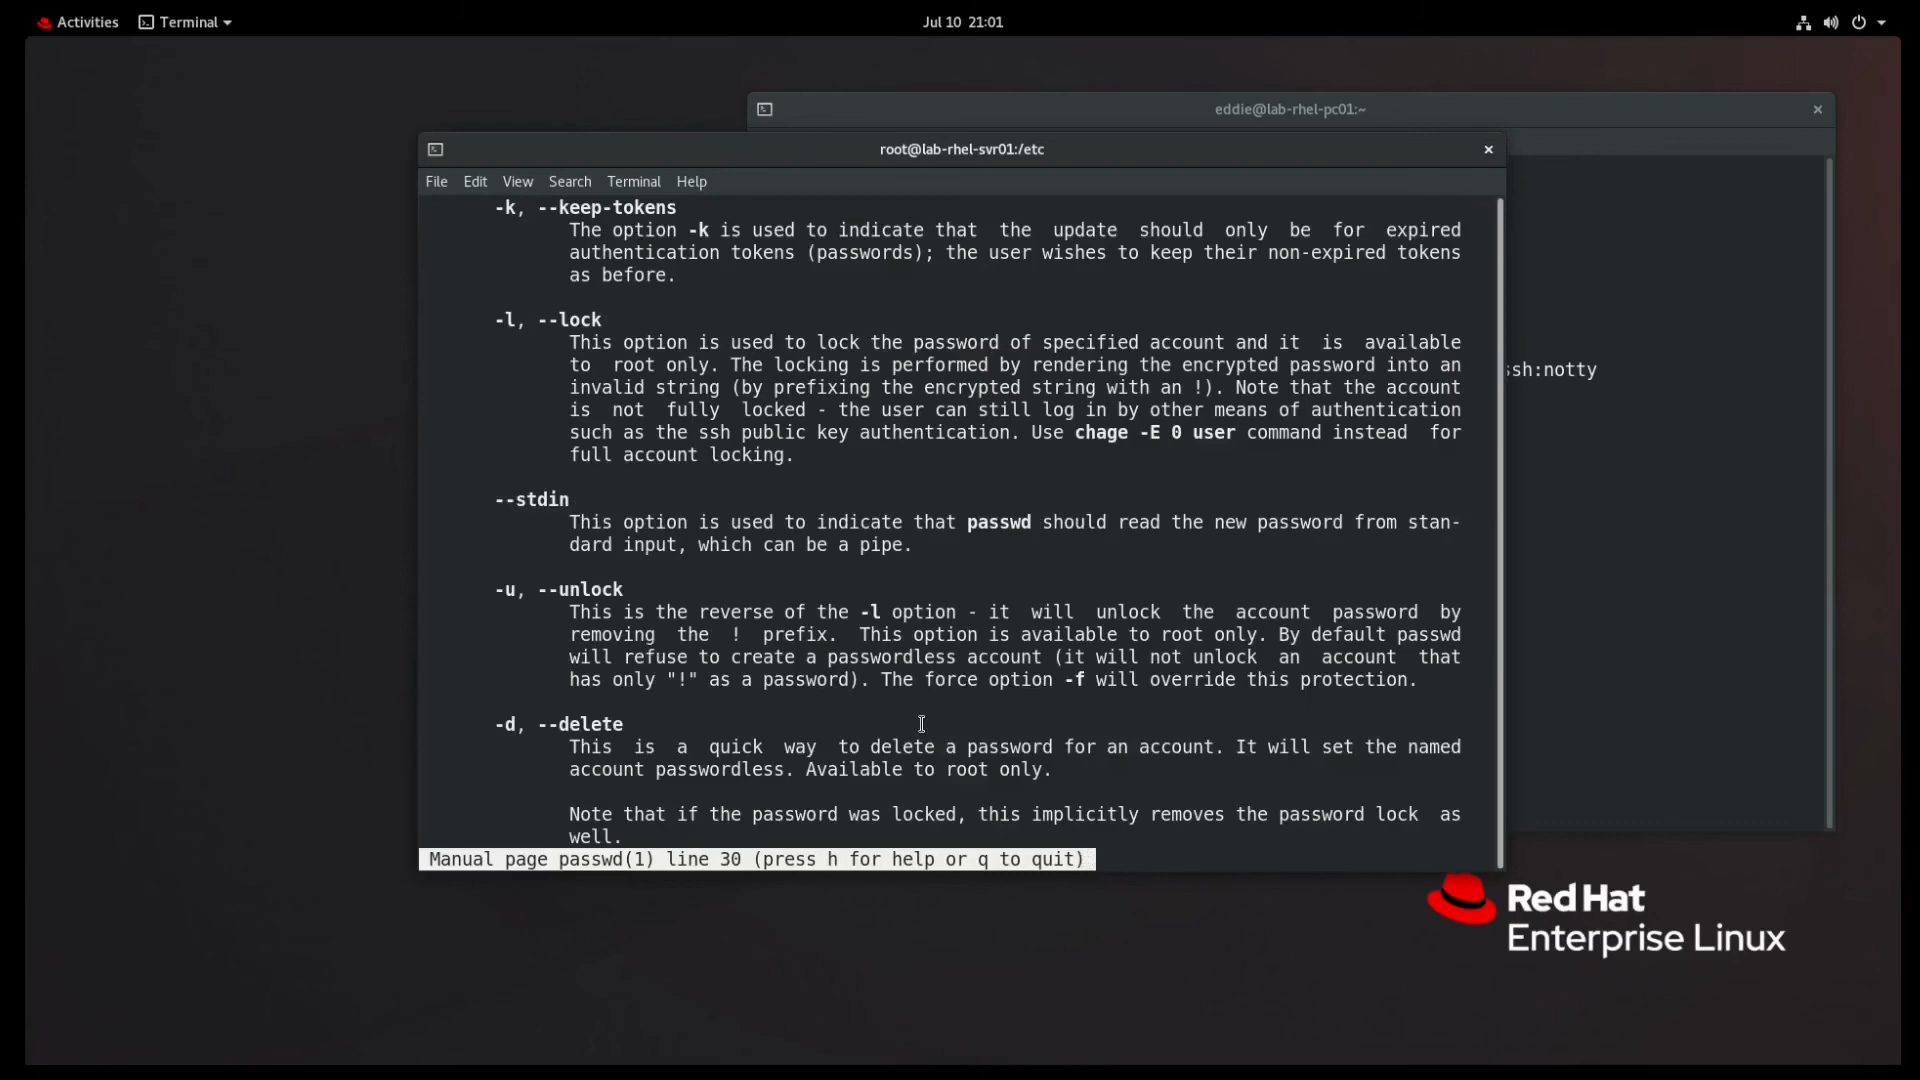 Activities
Terminal
Jul 10 21:01
eddie@lab-rhel-pc01:~
root@lab-rhel-svr01:/etc
File Edit View Search Terminal Help
-k, --keep-tokens
The option -k is used to indicate that the update should only be for expired
authentication tokens (passwords); the user wishes to keep their non-expired tokens
as before.
-l, --lock
This option is used to lock the password of specified account and it is available
to root only. The locking is performed by rendering the encrypted password into an
invalid string (by prefixing the encrypted string with an !). Note that the account
is not fully locked - the user can still log in by other means of authentication
such as the ssh public key authentication. Use chage -E 0 user command instead for
full account locking.
--stdin
This option is used to indicate that passwd should read the new password from stan-
dard input, which can be a pipe.
-u, --unlock
This is the reverse of the -l option - it will unlock the account password by
removing the ! prefix. This option is available to root only. By default passwd
will refuse to create a passwordless account (it will not unlock an account that
has only "!" as a password). The force option -f will override this protection.
-d, --delete
This is a quick way to delete a password for an account. It will set the named
account passwordless. Available to root only.
Note that if the password was locked, this implicitly removes the password lock as
well.
Manual page passwd(1) line 30 (press h for help or q to quit)
ssh:notty
Red Hat
Enterprise Linux